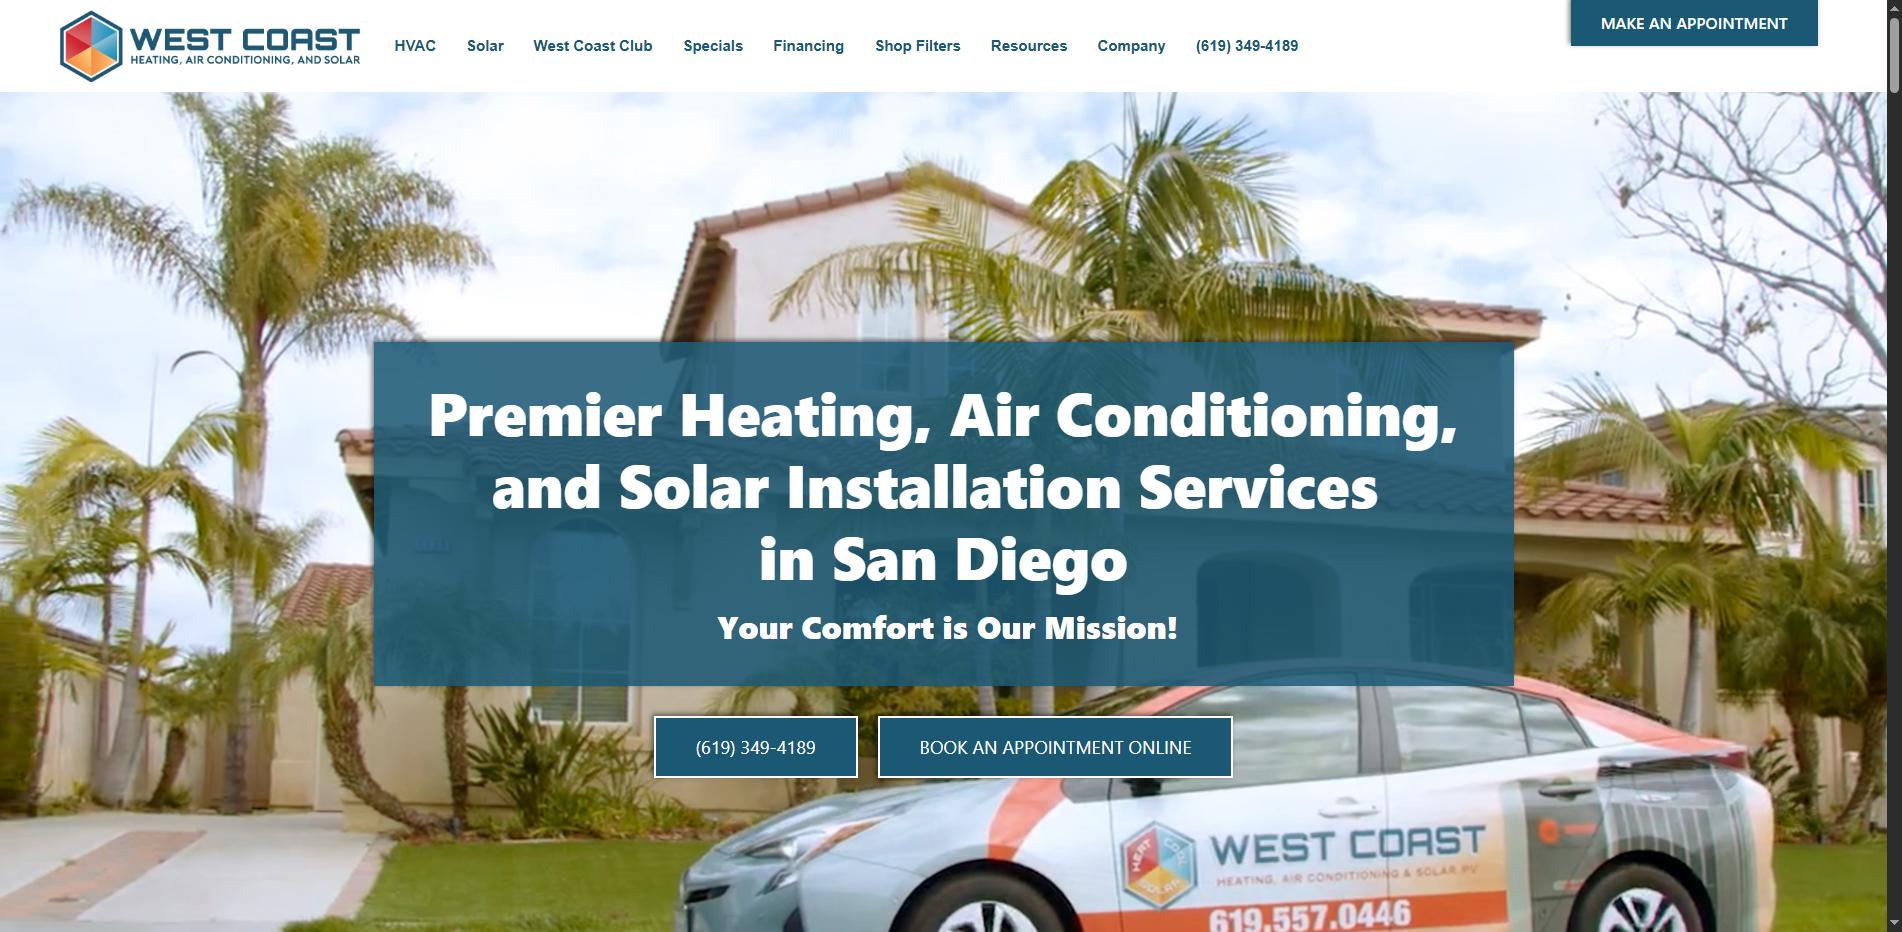 WEST COAST
HEATING, AIR CONDITIONING, AND SOLAR
HVAC
Solar
West Coast Club
Specials
Financing
Shop Filters
Resources
Company
(619) 349-4189
MAKE AN APPOINTMENT
Premier Heating, Air Conditioning,
and Solar Installation Services
in San Diego
Your Comfort is Our Mission!
(619) 349-4189
BOOK AN APPOINTMENT ONLINE
HEAT
COOL
SOLAR
WEST COAST
HEATING, AIR CONDITIONING & SOLAR PV
619.557.0446